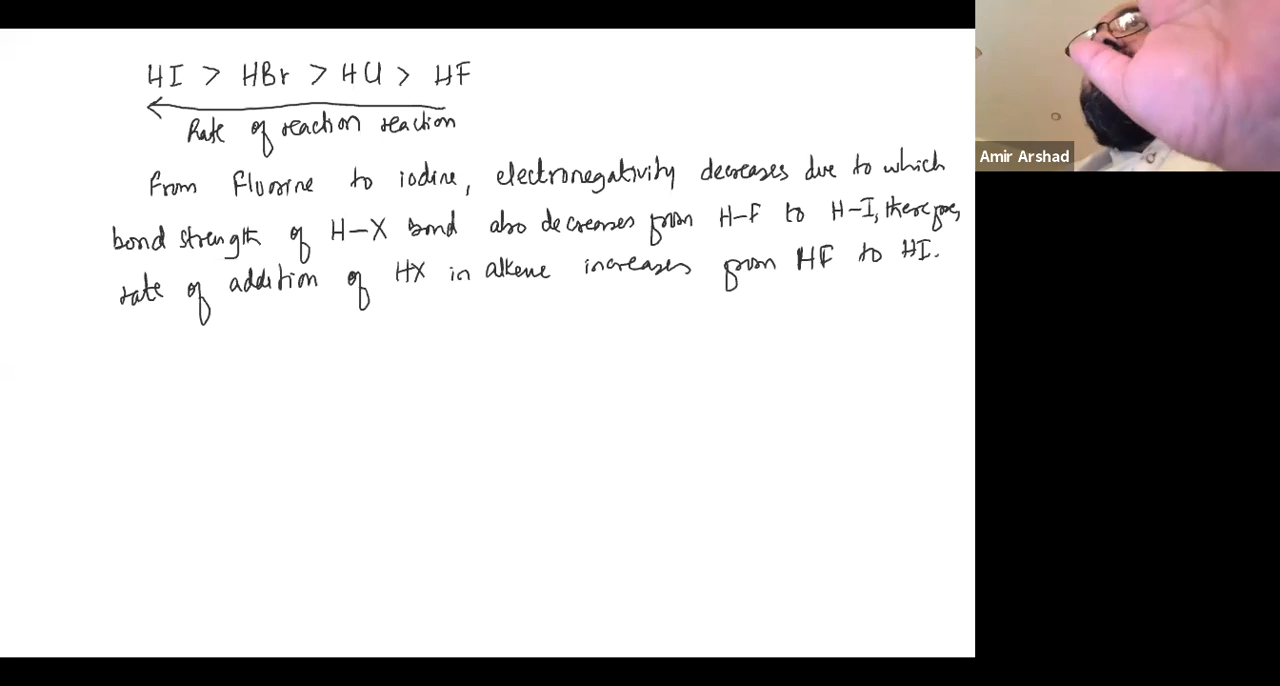 HI > HBr > HCl > HF
Rate of reaction reaction
From Fluorine to iodine, electronegativity decreases due to which
bond strength of H-X bond also decreases from H-F to H-I, therefore,
rate of addition of HX in alkene increases from HF to HI.
Amir Arshad